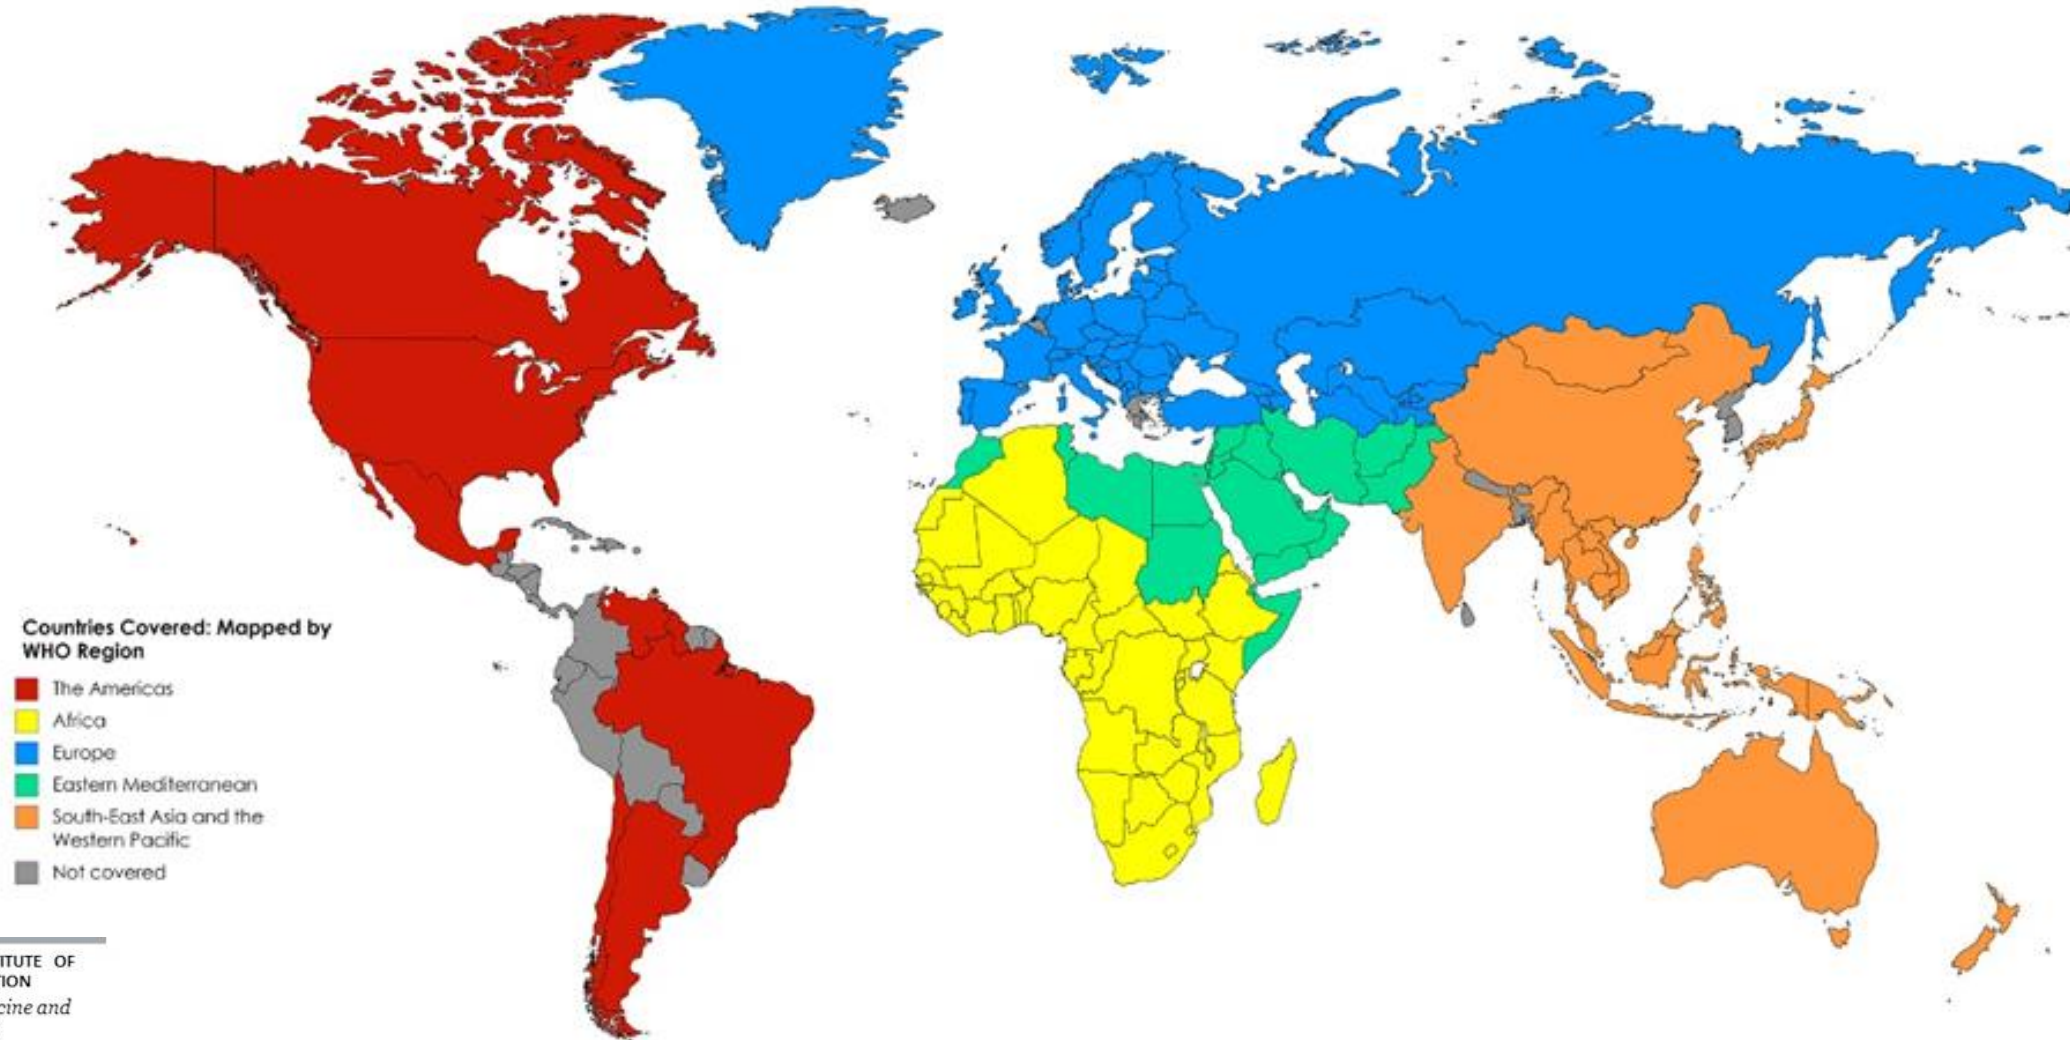 Countries Covered: Mapped by
WHO Region
The Americas
Africa
Europe
Eastern Mediterranean
South-East Asia and the
Western Pacific
Not covered
ITUTE OF
TION
cine and